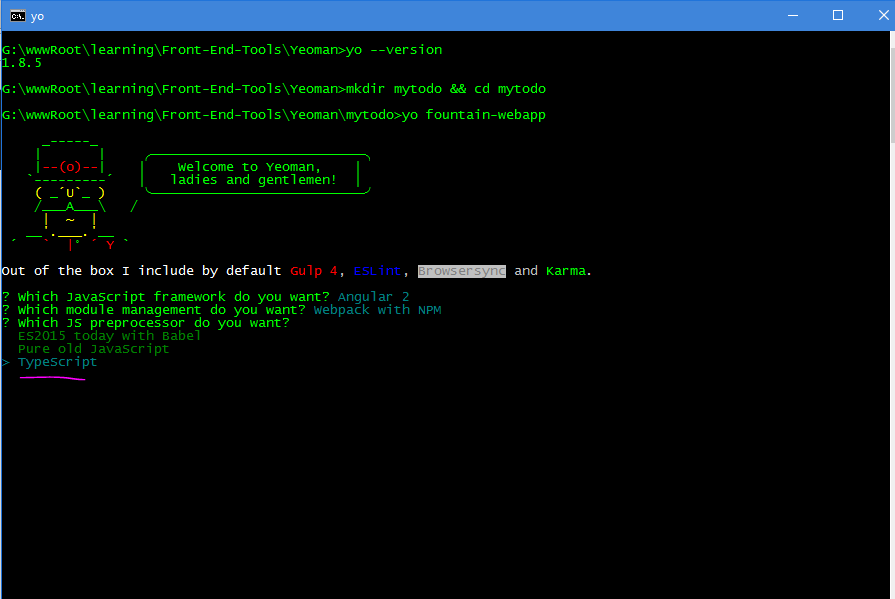 yo
G:\wwwRoot\learning\Front-End-Tools\Yeoman>yo --version
1.8.5
G:\wwwRoot\learning\Front-End-Tools\Yeoman>mkdir mytodo && cd mytodo
G:\wwwRoot\learning\Front-End-Tools\Yeoman\mytodo>yo fountain-webapp
Welcome to Yeoman,
ladies and gentlemen!
Out of the box I include by default Gulp 4, ESLint, Browsersync and Karma.
? Which JavaScript framework do you want? Angular 2
? Which module management do you want? Webpack with NPM
? Which JS preprocessor do you want?
ES2015 today with Babel
Pure old JavaScript
> TypeScript